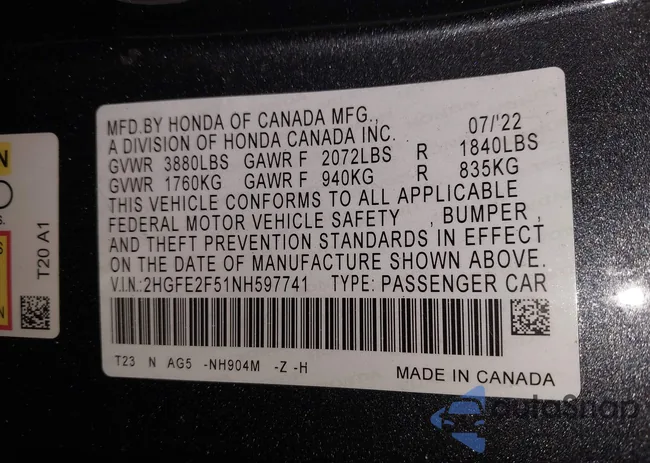 MFD.BY HONDA OF CANADA MFG., 07/'22
A DIVISION OF HONDA CANADA INC.
GVWR 3880LBS GAWR F 2072LBS R 1840LBS
GVWR 1760KG GAWR F 940KG R 835KG
THIS VEHICLE CONFORMS TO ALL APPLICABLE
FEDERAL MOTOR VEHICLE SAFETY , BUMPER ,
AND THEFT PREVENTION STANDARDS IN EFFECT
ON THE DATE OF MANUFACTURE SHOWN ABOVE.
V.I.N.:2HGFE2F51NH597741 TYPE: PASSENGER CAR
T23 N AG5 -NH904M -Z -H
MADE IN CANADA
T20 A1
autoSnap